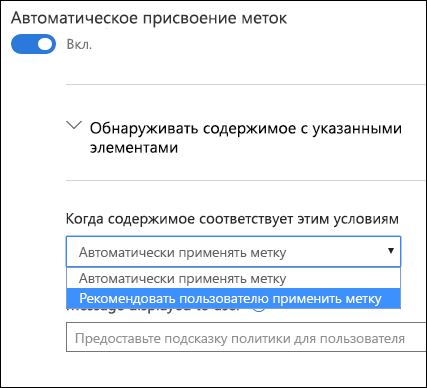 Автоматическое присвоение меток
Вкл.
Обнаруживать содержимое с указанными
элементами
Когда содержимое соответствует этим условиям
Автоматически применять метку
Автоматически применять метку
Рекомендовать пользователю применить метку
message displayed to user
Предоставьте подсказку политики для пользователя